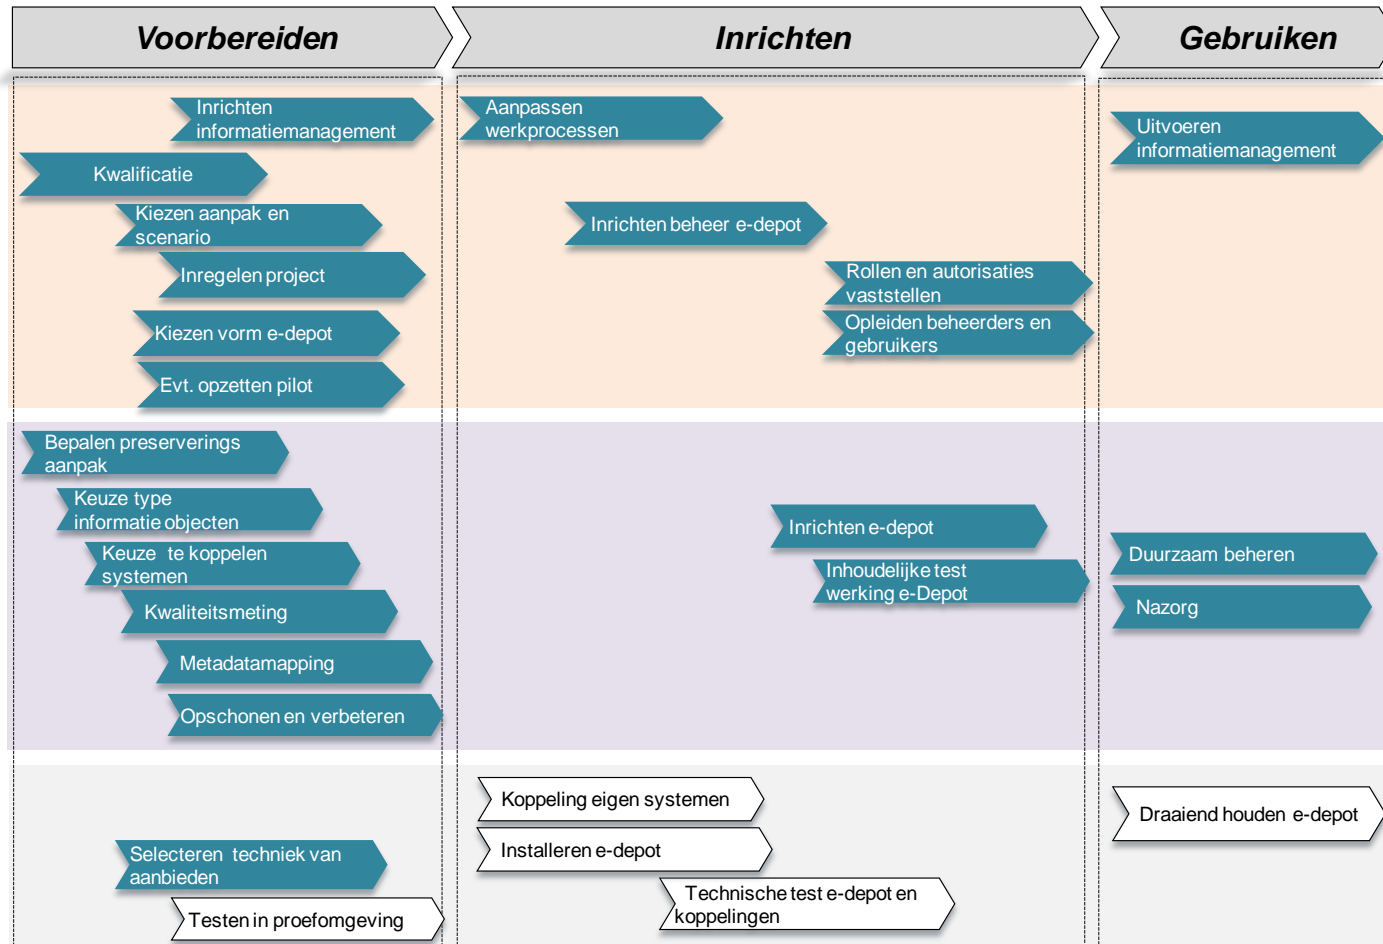 Voorbereiden
Inrichten
Gebruiken
Inrichten
informatiemanagement
Kwalificatie
Kiezen aanpak en
scenario
Inregelen project
Kiezen vorm e-depot
Evt. opzetten pilot
Aanpassen
werkprocessen
Inrichten beheer e-depot
Rollen en autorisaties
vaststellen
Opleiden beheerders en
gebruikers
Uitvoeren
informatiemanagement
Bepalen preserverings
aanpak
Keuze type
informatie objecten
Keuze te koppelen
systemen
Kwaliteitsmeting
Metadatamapping
Opschonen en verbeteren
Inrichten e-depot
Inhoudelijke test
werking e-Depot
Duurzaam beheren
Nazorg
Selecteren techniek van
aanbieden
Testen in proefomgeving
Koppeling eigen systemen
Installeren e-depot
Technische test e-depot en
koppelingen
Draaiend houden e-depot